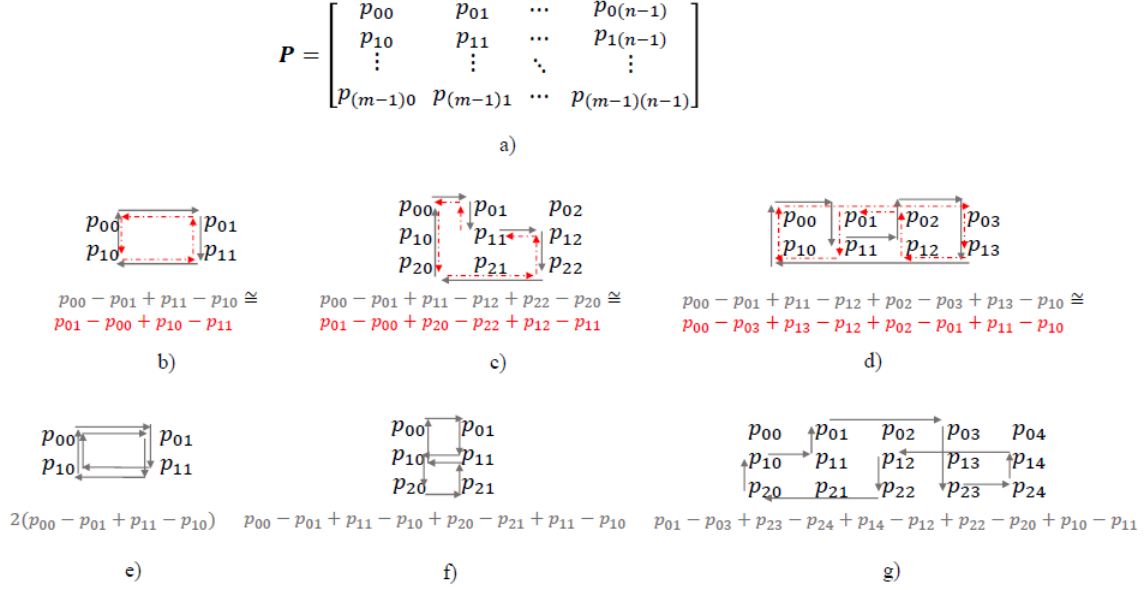 p₀₀ p₀₁ ⋯ p₀₍ₙ₋₁₎
P = p₁₀ p₁₁ ⋯ p₁₍ₙ₋₁₎
⋮ ⋮ ⋱ ⋮
p₍ₘ₋₁₎₀ p₍ₘ₋₁₎₁ ⋯ p₍ₘ₋₁₎₍ₙ₋₁₎
a)
p₀₀ p₀₁
p₁₀ p₁₁
p₀₀ − p₀₁ + p₁₁ − p₁₀ ≅
p₀₁ − p₀₀ + p₁₀ − p₁₁
b)
p₀₀ p₀₁ p₀₂
p₁₀ p₁₁ p₁₂
p₂₀ p₂₁ p₂₂
p₀₀ − p₀₁ + p₁₁ − p₁₂ + p₂₂ − p₂₀ ≅
p₀₁ − p₀₀ + p₂₀ − p₂₂ + p₁₂ − p₁₁
c)
p₀₀ p₀₁ p₀₂ p₀₃
p₁₀ p₁₁ p₁₂ p₁₃
p₀₀ − p₀₁ + p₁₁ − p₁₂ + p₀₂ − p₀₃ + p₁₃ − p₁₀ ≅
p₀₀ − p₀₃ + p₁₃ − p₁₂ + p₀₂ − p₀₁ + p₁₁ − p₁₀
d)
p₀₀ p₀₁
p₁₀ p₁₁
2(p₀₀ − p₀₁ + p₁₁ − p₁₀)
e)
p₀₀ p₀₁
p₁₀ p₁₁
p₂₀ p₂₁
p₀₀ − p₀₁ + p₁₁ − p₁₀ + p₂₀ − p₂₁ + p₁₁ − p₁₀
f)
p₀₀ p₀₁ p₀₂ p₀₃ p₀₄
p₁₀ p₁₁ p₁₂ p₁₃ p₁₄
p₂₀ p₂₁ p₂₂ p₂₃ p₂₄
p₀₁ − p₀₃ + p₂₃ − p₂₄ + p₁₄ − p₁₂ + p₂₂ − p₂₀ + p₁₀ − p₁₁
g)